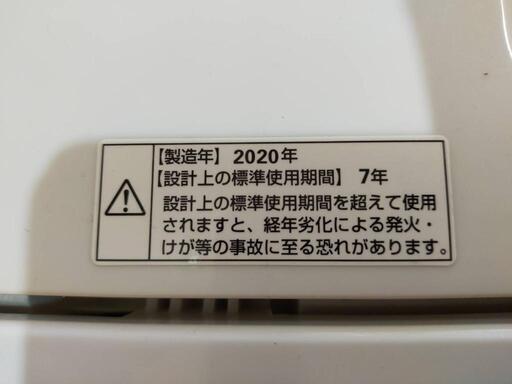 【製造年】2020年
【設計上の標準使用期間】7年
設計上の標準使用期間を超えて使用
されますと、経年劣化による発火・
けが等の事故に至る恐れがあります。